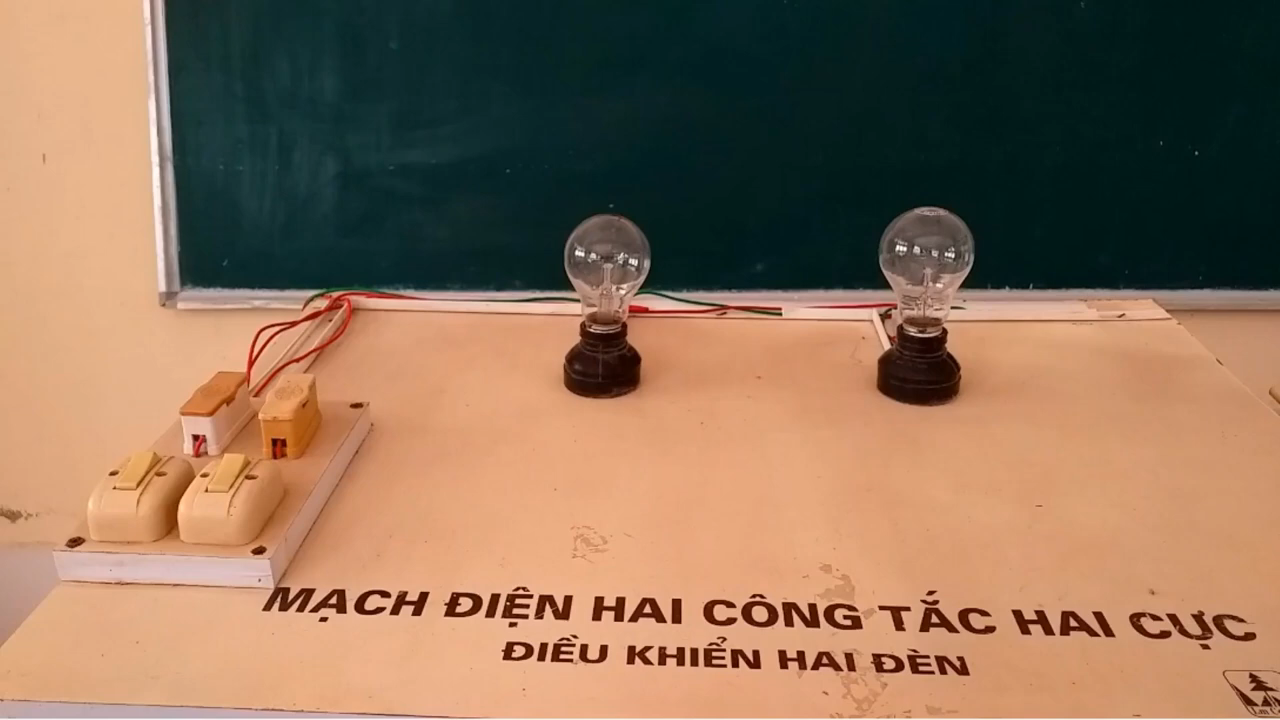 MẠCH ĐIỆN HAI CÔNG TẮC HAI CỰC
ĐIỀU KHIỂN HAI ĐÈN